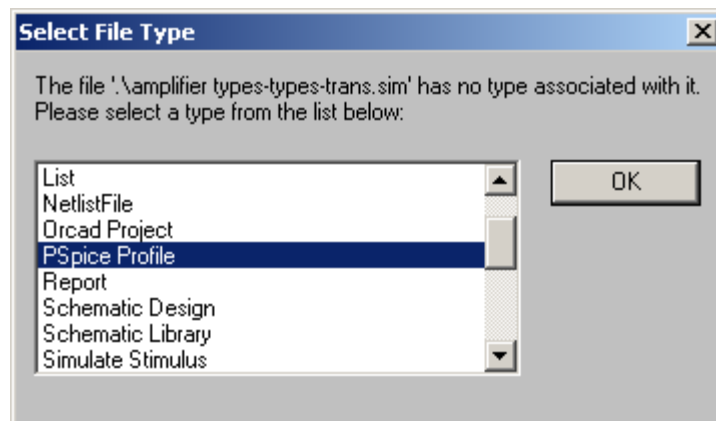 Select File Type
The file '.\amplifier types-types-trans.sim' has no type associated with it.
Please select a type from the list below:
List
NetlistFile
Orcad Project
PSpice Profile
Report
Schematic Design
Schematic Library
Simulate Stimulus
OK